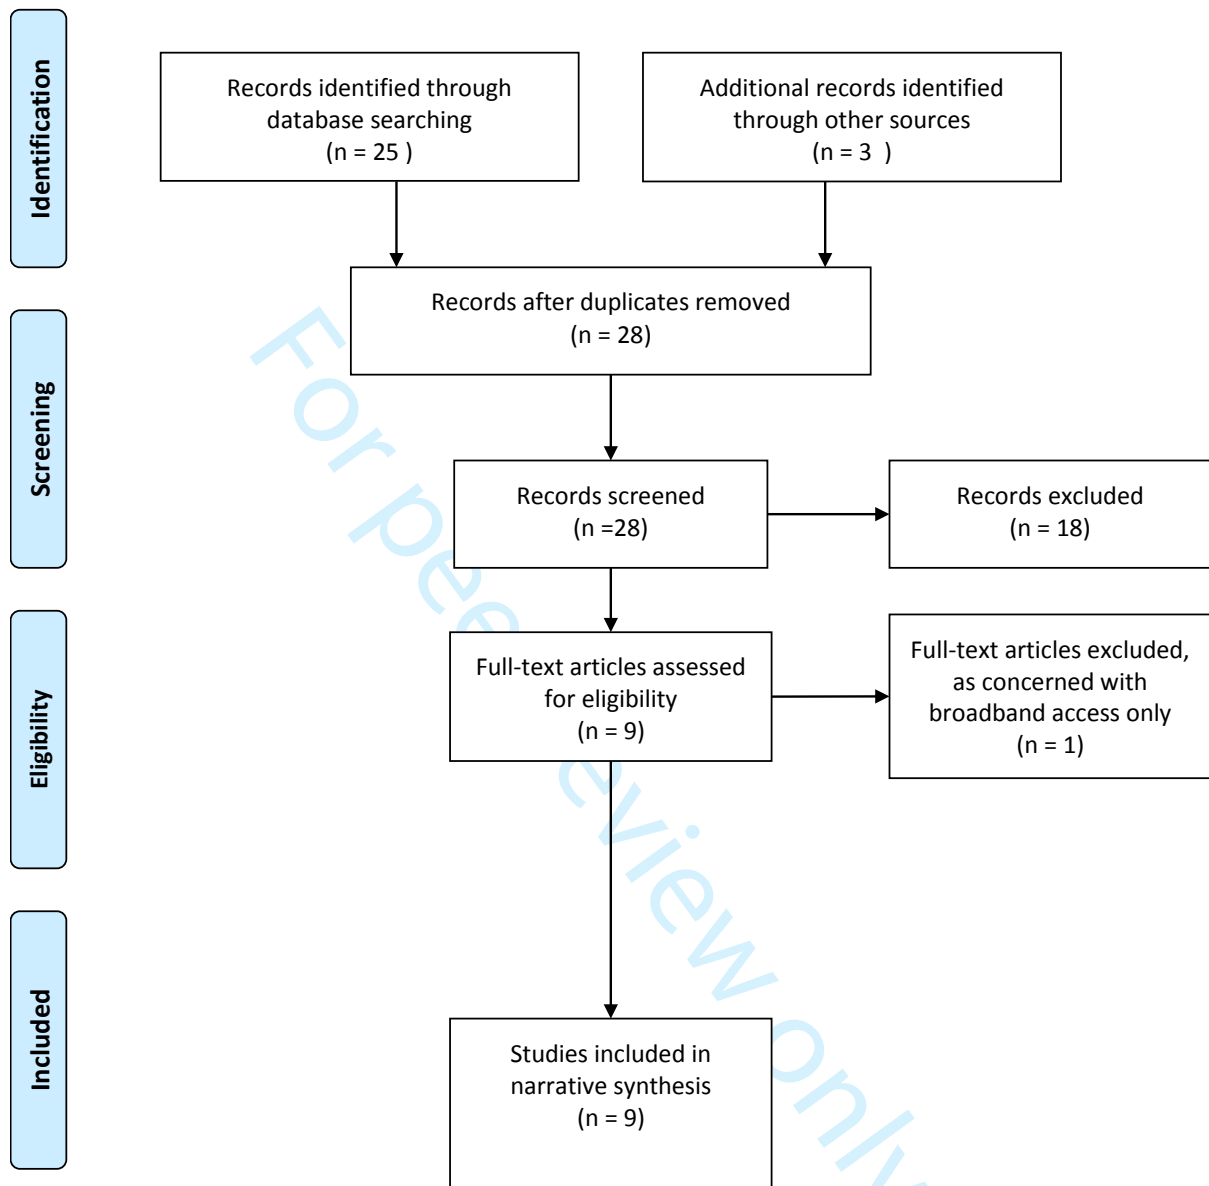 Identification
Records identified through
database searching
(n = 25 )
Additional records identified
through other sources
(n = 3 )
Records after duplicates removed
(n = 28)
Screening
Records screened
(n =28)
Records excluded
(n = 18)
Eligibility
Full-text articles assessed
for eligibility
(n = 9)
Full-text articles excluded,
as concerned with
broadband access only
(n = 1)
Included
Studies included in
narrative synthesis
(n = 9)
For peer review only